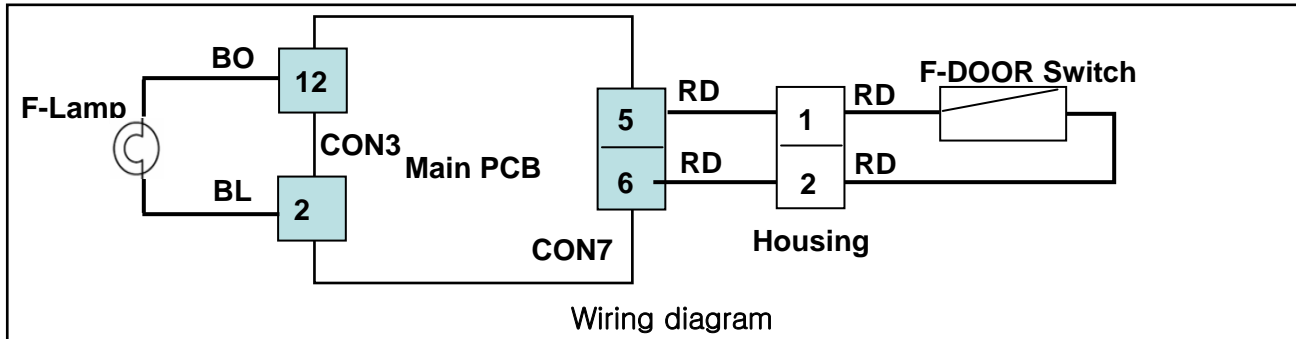 BO
12
F-DOOR Switch
F-Lamp
RD
RD
5
1
CON3
Main PCB
6
RD
2
RD
BL
2
CON7
Housing
Wiring diagram